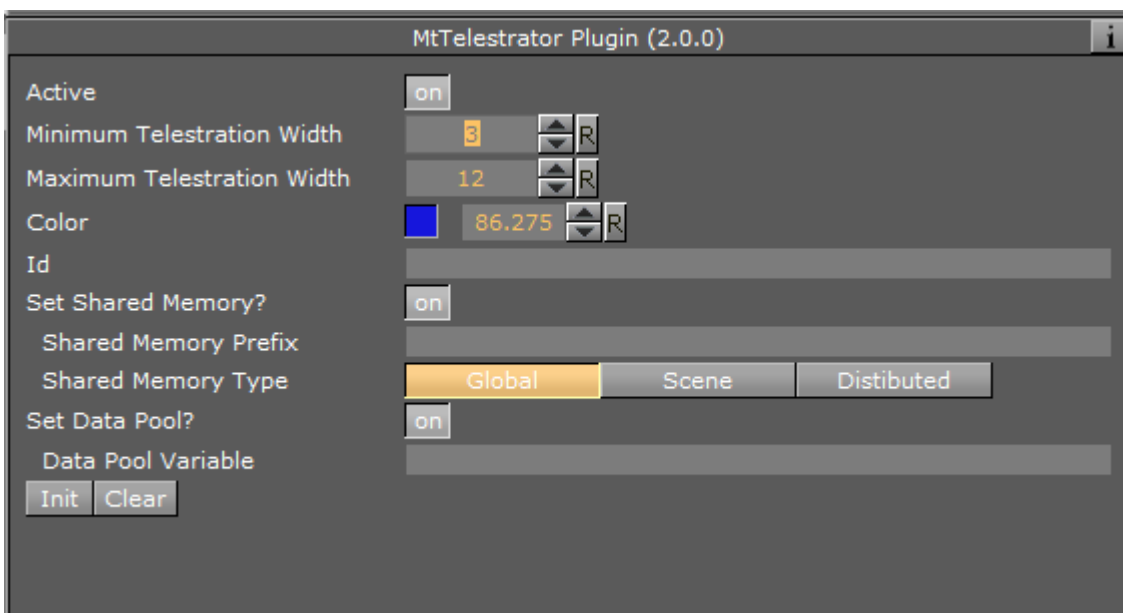 MtTelestrator Plugin (2.0.0) i
Active on
Minimum Telestration Width 3 R
Maximum Telestration Width 12 R
Color 86.275 R
Id
Set Shared Memory? on
Shared Memory Prefix
Shared Memory Type Global Scene Distibuted
Set Data Pool? on
Data Pool Variable
Init Clear